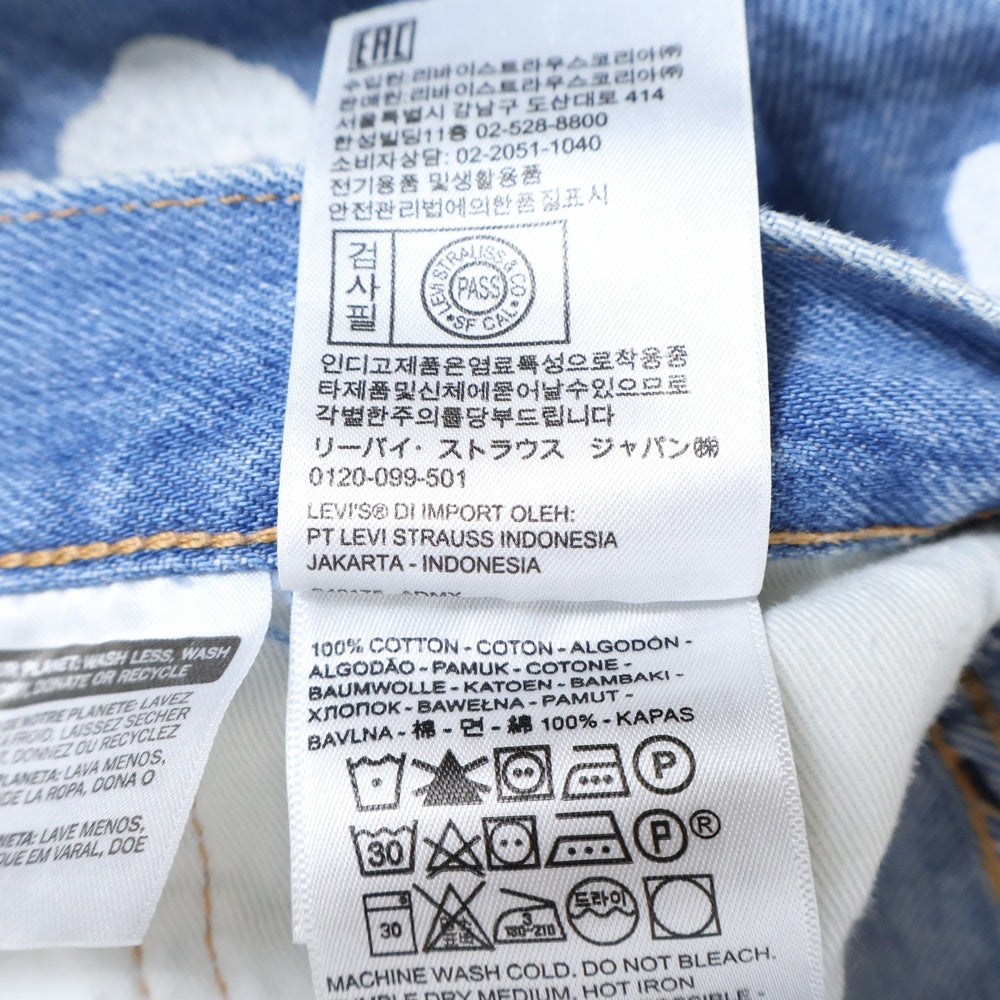 EAC
수입원:리바이스트라우스코리아㈜
판매원:리바이스트라우스코리아㈜
서울특별시 강남구 도산대로 414
한성빌딩11층 02-528-8800
소비자상담: 02-2051-1040
전기용품 및생활용품
안전관리법에의한품질표시
검사필
LEVI STRAUSS & CO
PASS
SF CAL
인디고제품은염료특성으로착용중
타제품및신체에묻어날수있으므로
각별한주의를당부드립니다
リーバイ・ストラウス ジャパン㈱
0120-099-501
LEVI'S® DI IMPORT OLEH:
PT LEVI STRAUSS INDONESIA
JAKARTA - INDONESIA
PLANET: WASH LESS, WASH
DONATE OR RECYCLE
NOTRE PLANETE: LAVEZ
FROID, LAISSEZ SECHER
DONNEZ OU RECYCLEZ
LAVA MENOS,
DE LA ROPA, DONA O
LAVE MENOS,
QUE EM VARAL, DOE
100% COTTON - COTON - ALGODÓN -
ALGODÃO - PAMUK - COTONE -
BAUMWOLLE - KATOEN - BAMBAKI -
ХЛОПОК - BAWEŁNA - PAMUT -
BAVLNA - 棉 - 면 - 綿 100% - KAPAS
P
30 P ®
30 3 180-210 드라이
MACHINE WASH COLD. DO NOT BLEACH.
DRY MEDIUM. HOT IRON